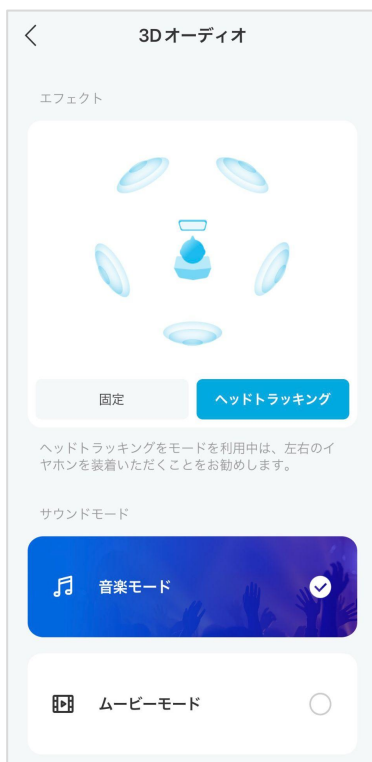 3Dオーディオ
エフェクト
固定
ヘッドトラッキング
ヘッドトラッキングをモードを利用中は、左右のイ
ヤホンを装着いただくことをお勧めします。
サウンドモード
音楽モード
ムービーモード